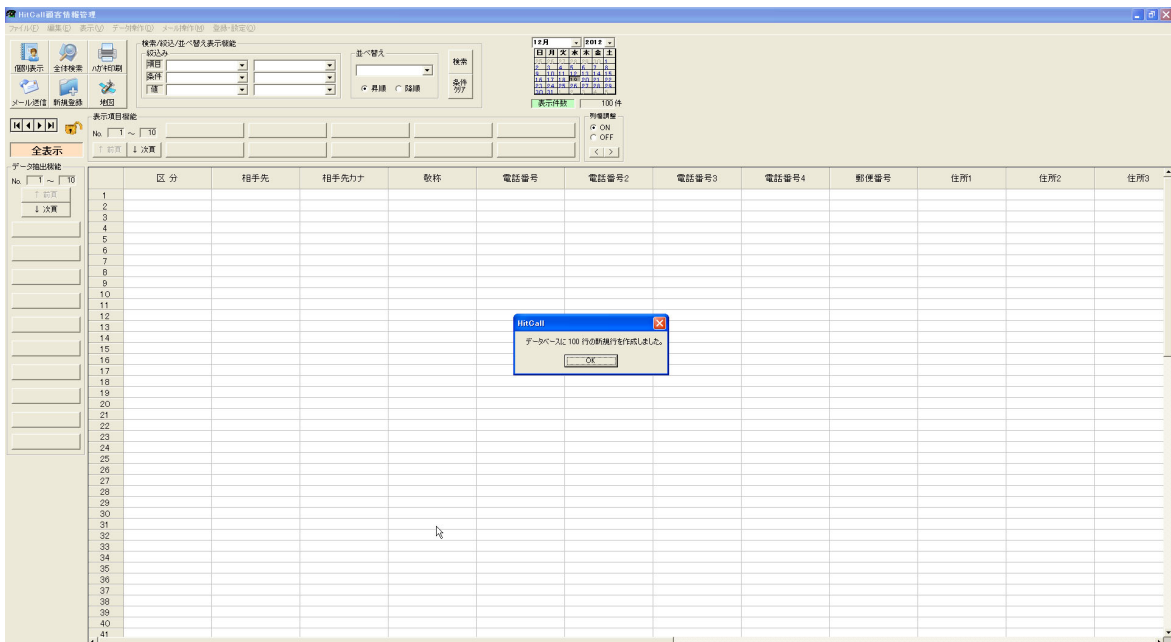 HitCall顧客情報管理
ファイル(F) 編集(E) 表示(V) データ操作(D) メール操作(M) 登録・設定(O)
個別表示 全体検索 ハガキ印刷
メール送信 新規登録 地図
検索/絞込/並べ替え表示機能
絞込み
項目
条件
値
並べ替え
昇順 降順
検索
条件クリア
12月 2012
日 月 火 水 木 金 土
表示件数 100 件
全表示
表示項目機能
No. 1 ～ 10
↑ 前頁 ↓ 次頁
列幅調整
ON
OFF
< >
データ抽出機能
No. 1 ～ 10
↑ 前頁
↓ 次頁
区 分 相手先 相手先カナ 敬称 電話番号 電話番号2 電話番号3 電話番号4 郵便番号 住所1 住所2 住所3
1
2
3
4
5
6
7
8
9
10
11
12
13
14
15
16
17
18
19
20
21
22
23
24
25
26
27
28
29
30
31
32
33
34
35
36
37
38
39
40
41
HitCall
データベースに 100 行の新規行を作成しました。
OK